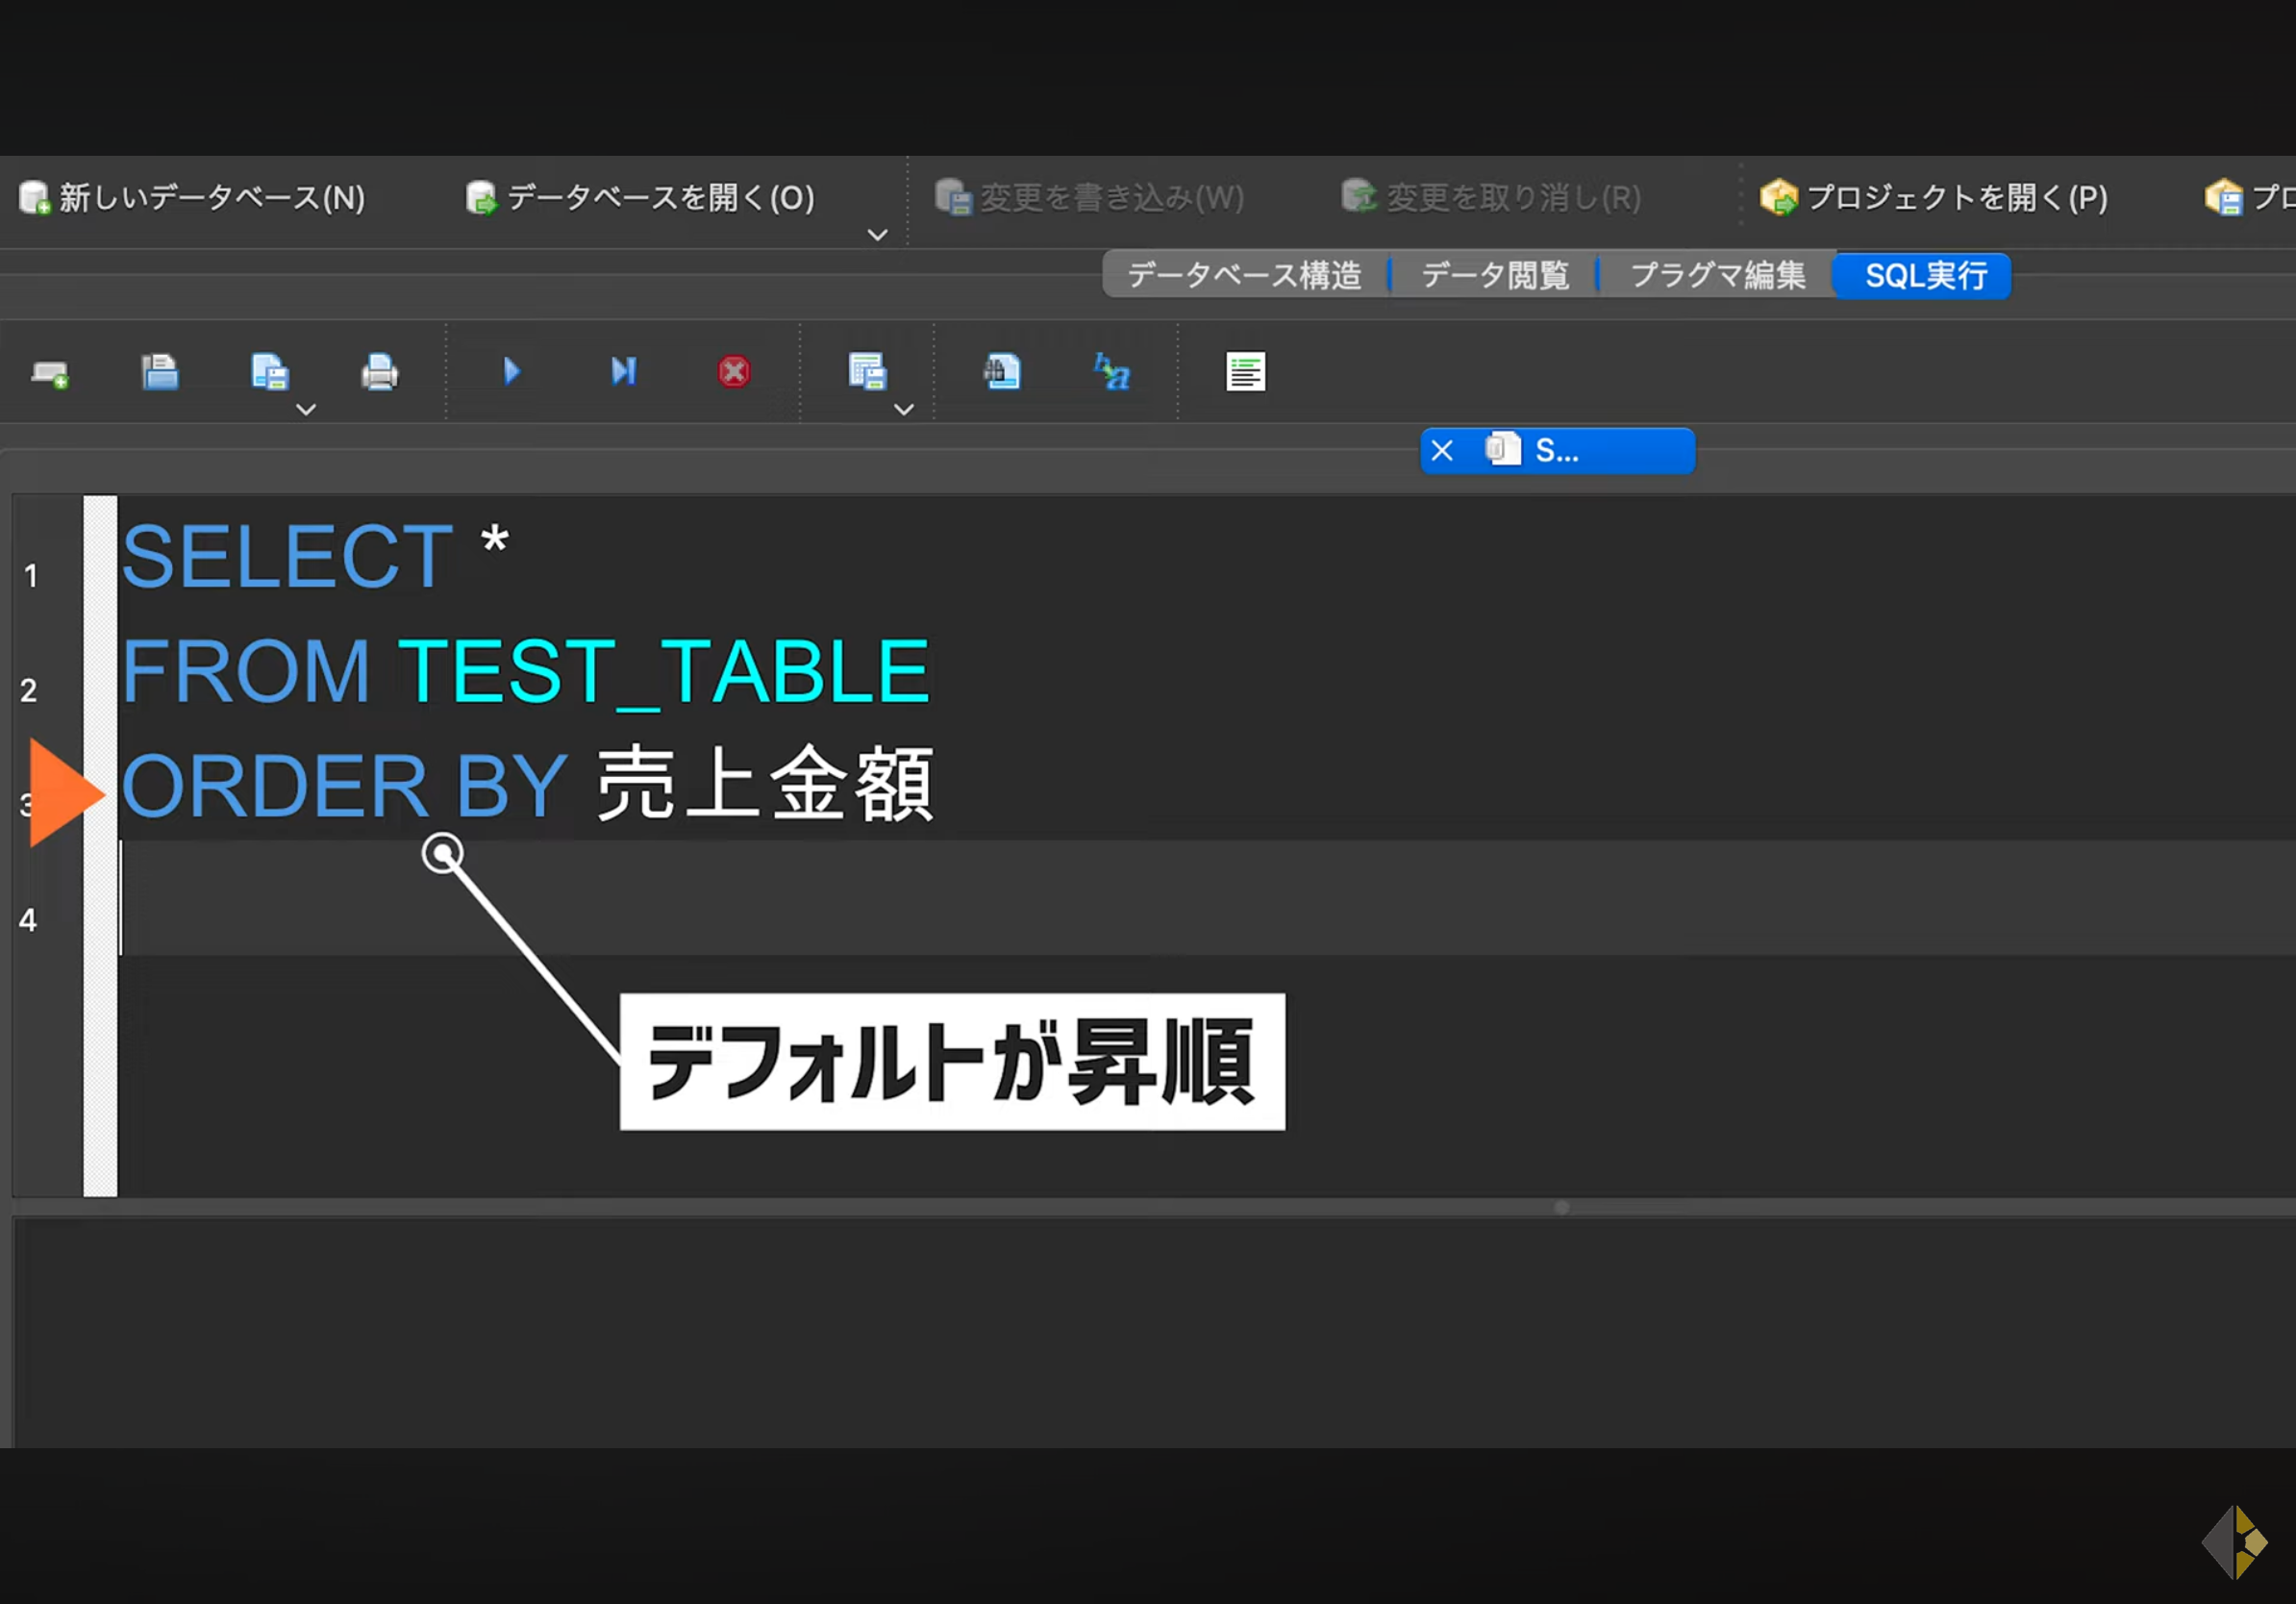 新しいデータベース(N) データベースを開く(O) 変更を書き込み(W) 変更を取り消し(R) プロジェクトを開く(P) プロ
データベース構造 データ閲覧 プラグマ編集 SQL実行
S...
1 SELECT *
2 FROM TEST_TABLE
3 ORDER BY 売上金額
4
デフォルトが昇順